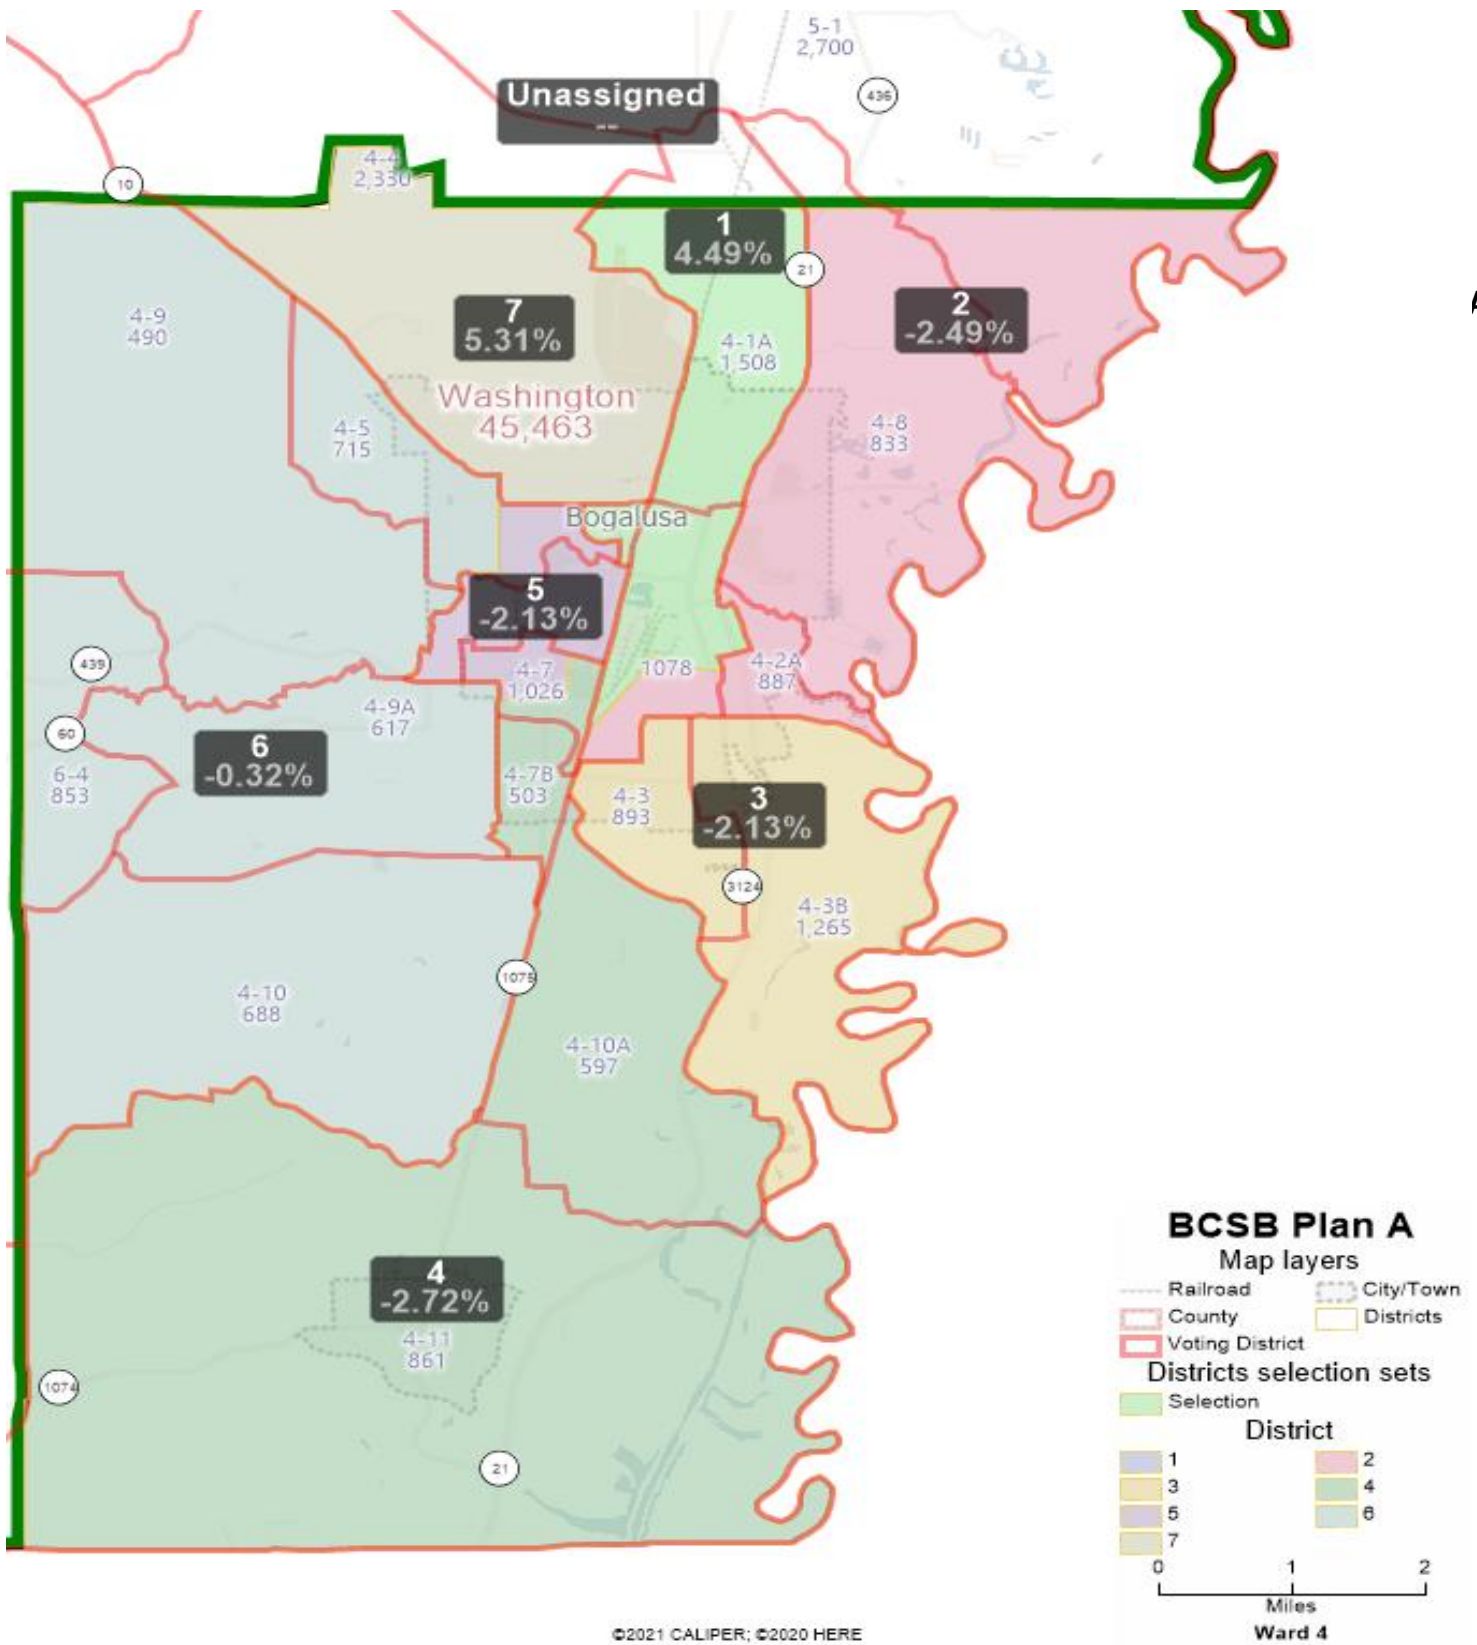 5-1
2,700
436
Unassigned
--
4-4
2,330
10
1
4.49%
21
7
5.31%
2
-2.49%
4-9
490
4-1A
1,508
Washington
45,463
4-5
715
4-8
833
Bogalusa
5
-2.13%
439
4-7
1,026
1078
4-2A
887
4-9A
617
60
6
-0.32%
6-4
853
4-7B
503
4-3
893
3
-2.13%
3124
4-3B
1,265
1075
4-10
688
4-10A
597
4
-2.72%
4-11
861
1074
21
BCSB Plan A
Map layers
Railroad
City/Town
County
Districts
Voting District
Districts selection sets
Selection
District
1
2
3
4
5
6
7
0 1 2
Miles
Ward 4
©2021 CALIPER; ©2020 HERE